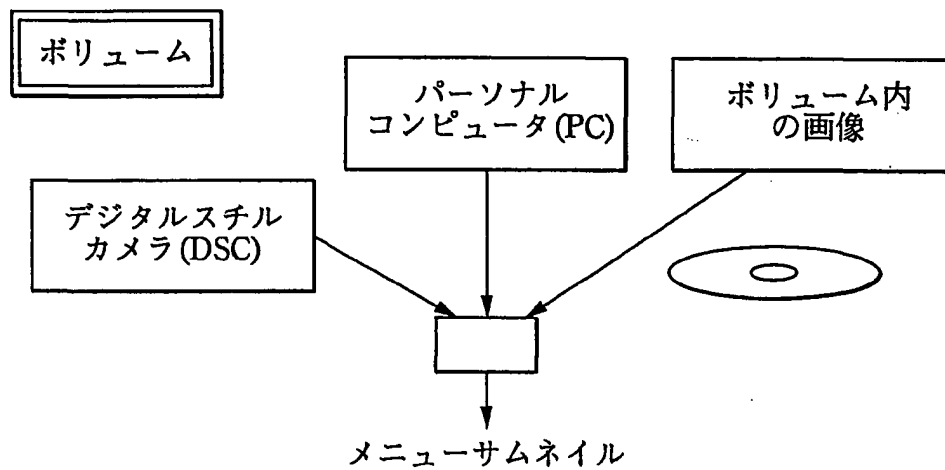 ボリューム
パーソナル
コンピュータ(PC)
ボリューム内
の画像
デジタルスチル
カメラ(DSC)
メニューサムネイル